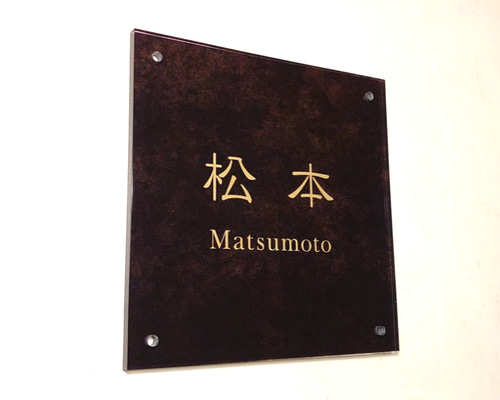 松 本
Matsumoto